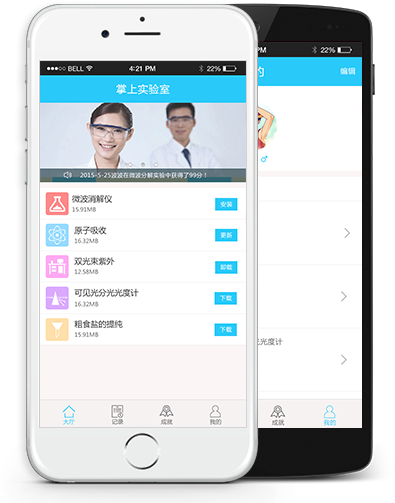 BELL
4:21 PM
22%
掌上实验室
2015-5-25波波在微波分解实验中获得了99分！
微波消解仪
15.91MB
安装
原子吸收
16.32MB
更新
双光束紫外
12.58MB
卸载
可见光分光光度计
16.32MB
下载
粗食盐的提纯
15.91MB
下载
大厅
记录
成就
我的
PM
22%
的
编辑
光度计
成就
我的